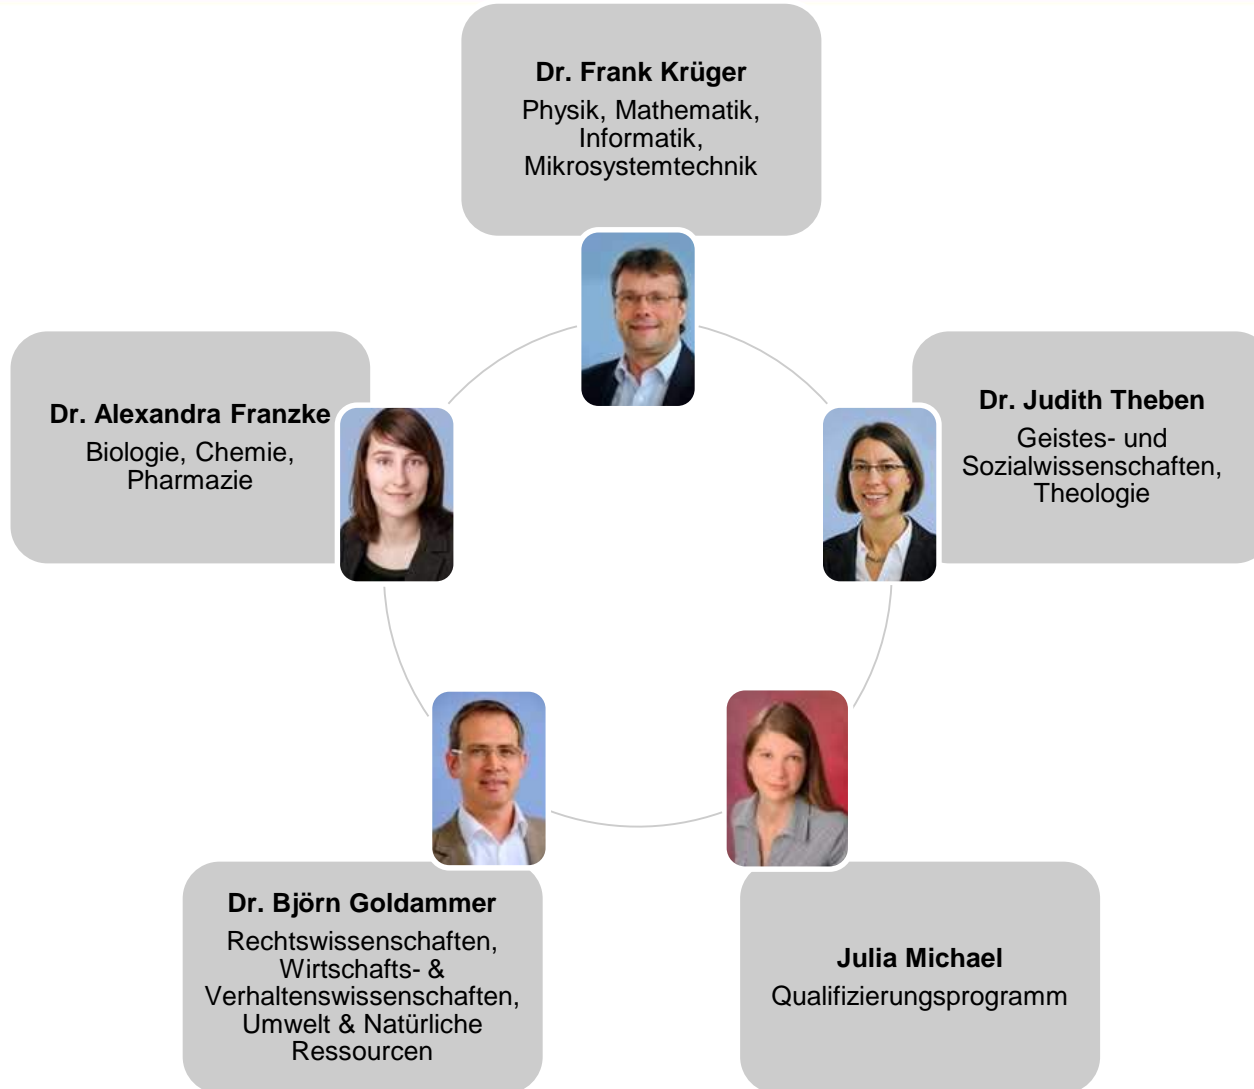 Dr. Frank Krüger
Physik, Mathematik,
Informatik,
Mikrosystemtechnik
Dr. Alexandra Franzke
Biologie, Chemie,
Pharmazie
Dr. Judith Theben
Geistes- und
Sozialwissenschaften,
Theologie
Dr. Björn Goldammer
Rechtswissenschaften,
Wirtschafts- &
Verhaltenswissenschaften,
Umwelt & Natürliche
Ressourcen
Julia Michael
Qualifizierungsprogramm